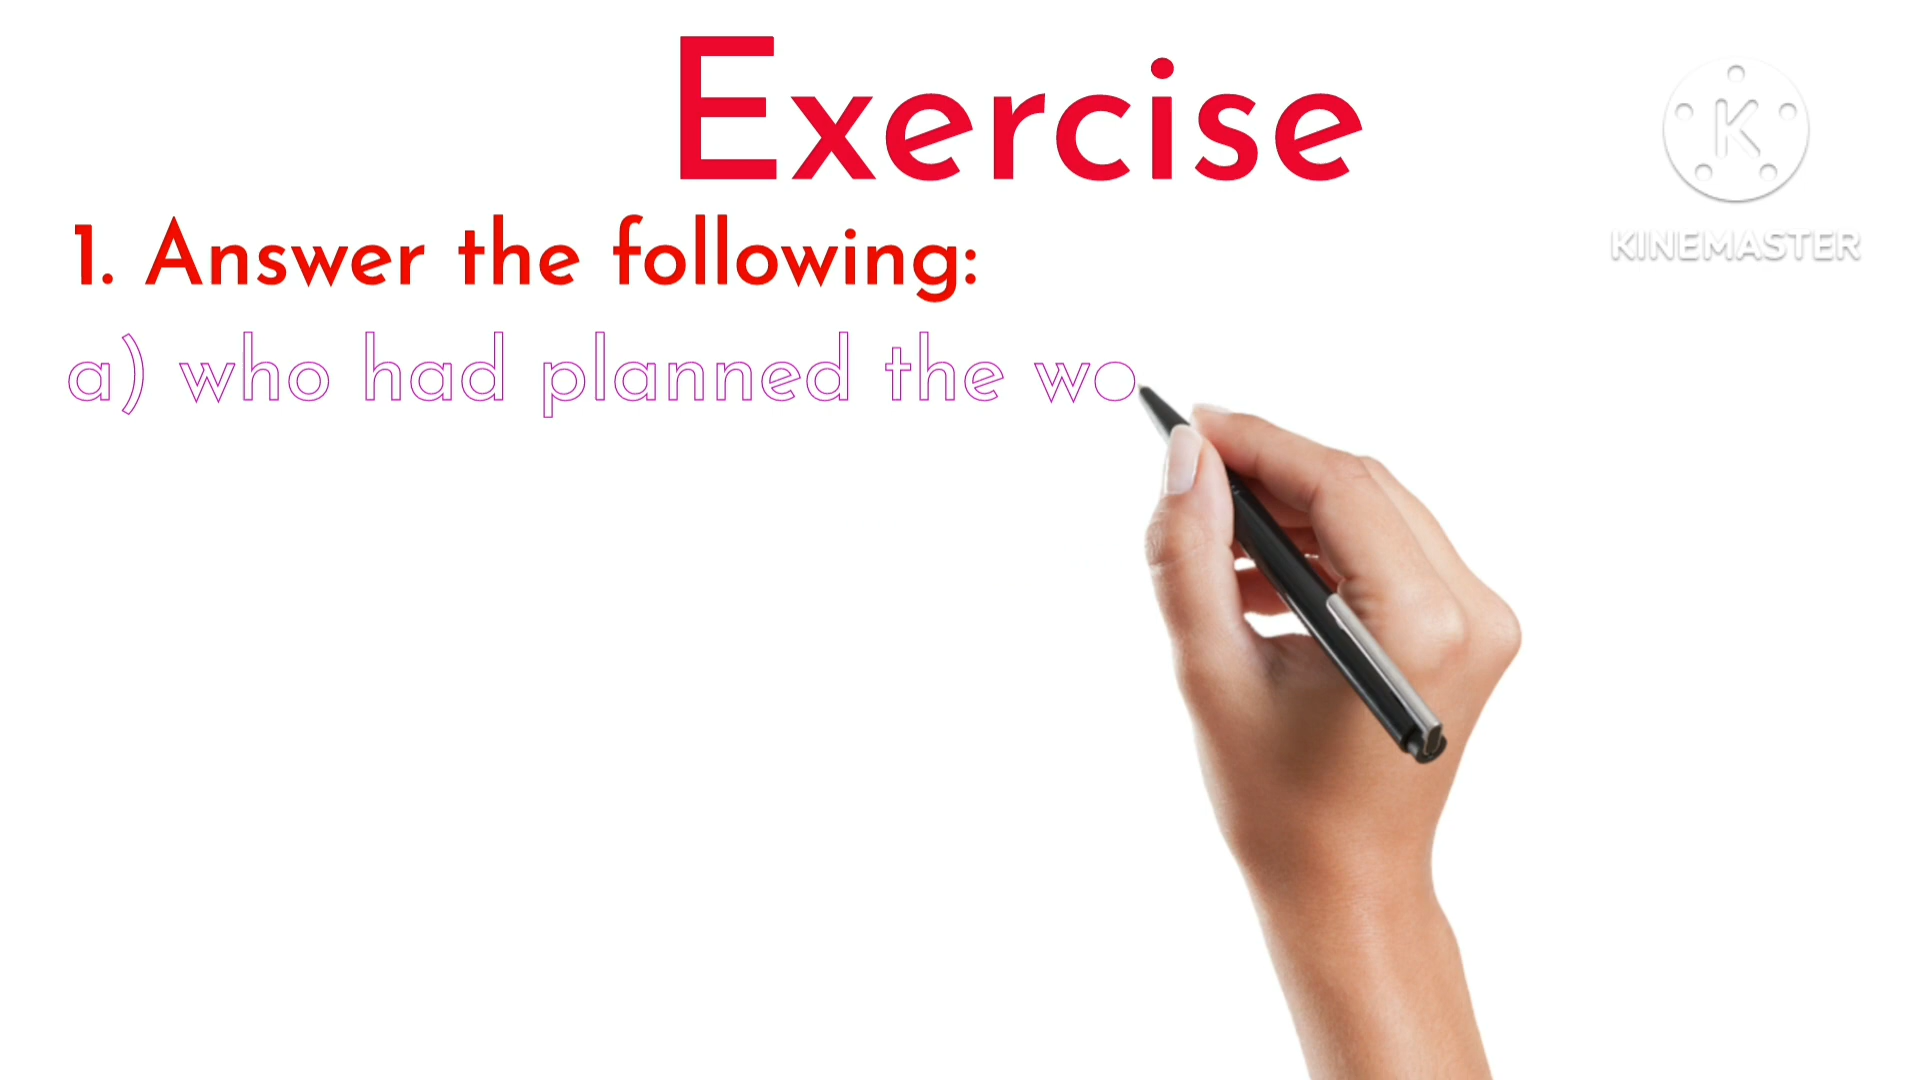 Exercise
KINEMASTER
1. Answer the following:
a) who had planned the wo